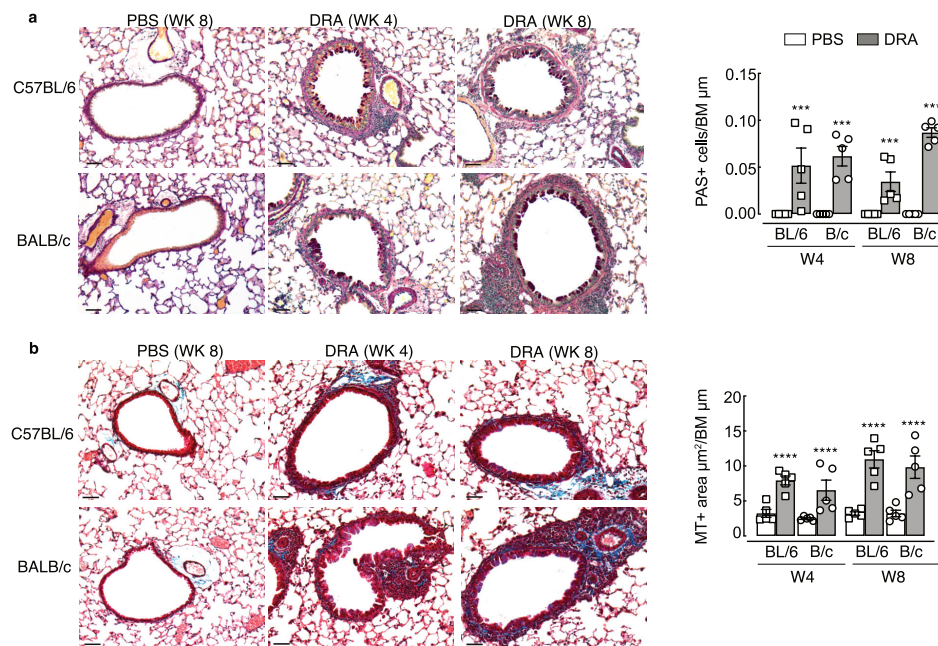 a
PBS (WK 8)
DRA (WK 4)
DRA (WK 8)
C57BL/6
BALB/c
PBS
DRA
PAS+ cells/BM µm
0.15
0.10
0.05
0.00
***
***
***
***
BL/6
B/c
BL/6
B/c
W4
W8
b
PBS (WK 8)
DRA (WK 4)
DRA (WK 8)
C57BL/6
BALB/c
MT+ area µm²/BM µm
20
15
10
5
0
****
****
****
****
BL/6
B/c
BL/6
B/c
W4
W8